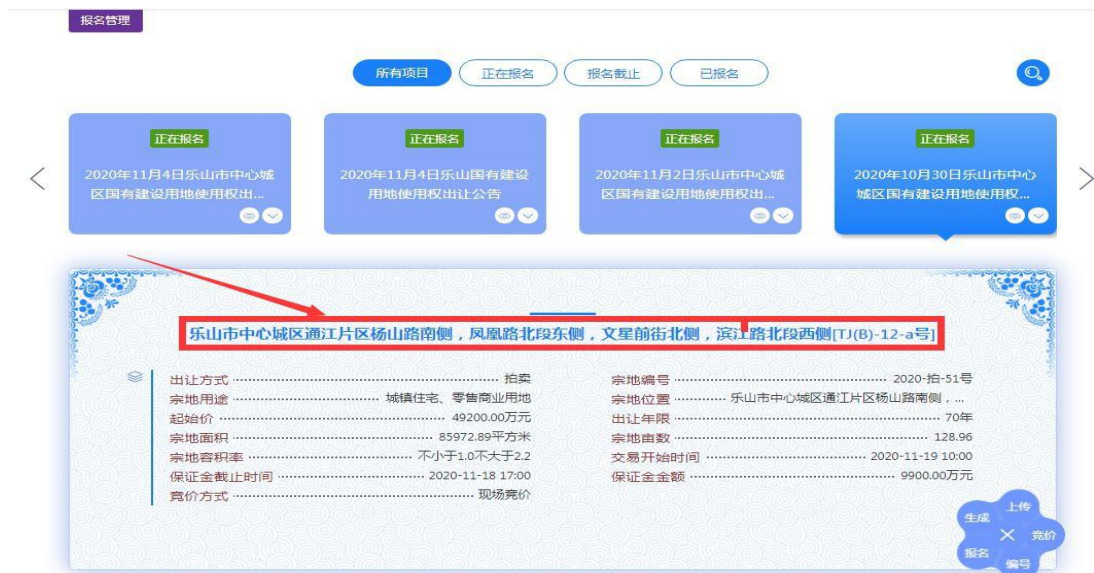 报名管理
所有项目 正在报名 报名截止 已报名
正在报名
2020年11月4日乐山市中心城
区国有建设用地使用权出...
正在报名
2020年11月4日乐山国有建设
用地使用权出让公告
正在报名
2020年11月2日乐山市中心城
区国有建设用地使用权出...
正在报名
2020年10月30日乐山市中心
城区国有建设用地使用权...
乐山市中心城区通江片区杨山路南侧，凤凰路北段东侧，文星前街北侧，滨江路北段西侧[TJ(B)-12-a号]
出让方式 拍卖
宗地用途 城镇住宅、零售商业用地
起始价 49200.00万元
宗地面积 85972.89平方米
宗地容积率 不小于1.0不大于2.2
保证金截止时间 2020-11-18 17:00
竞价方式 现场竞价
宗地编号 2020-拍-51号
宗地位置 乐山市中心城区通江片区杨山路南侧，...
出让年限 70年
宗地亩数 128.96
交易开始时间 2020-11-19 10:00
保证金金额 9900.00万元
生成
上传
竞价
报名
编号